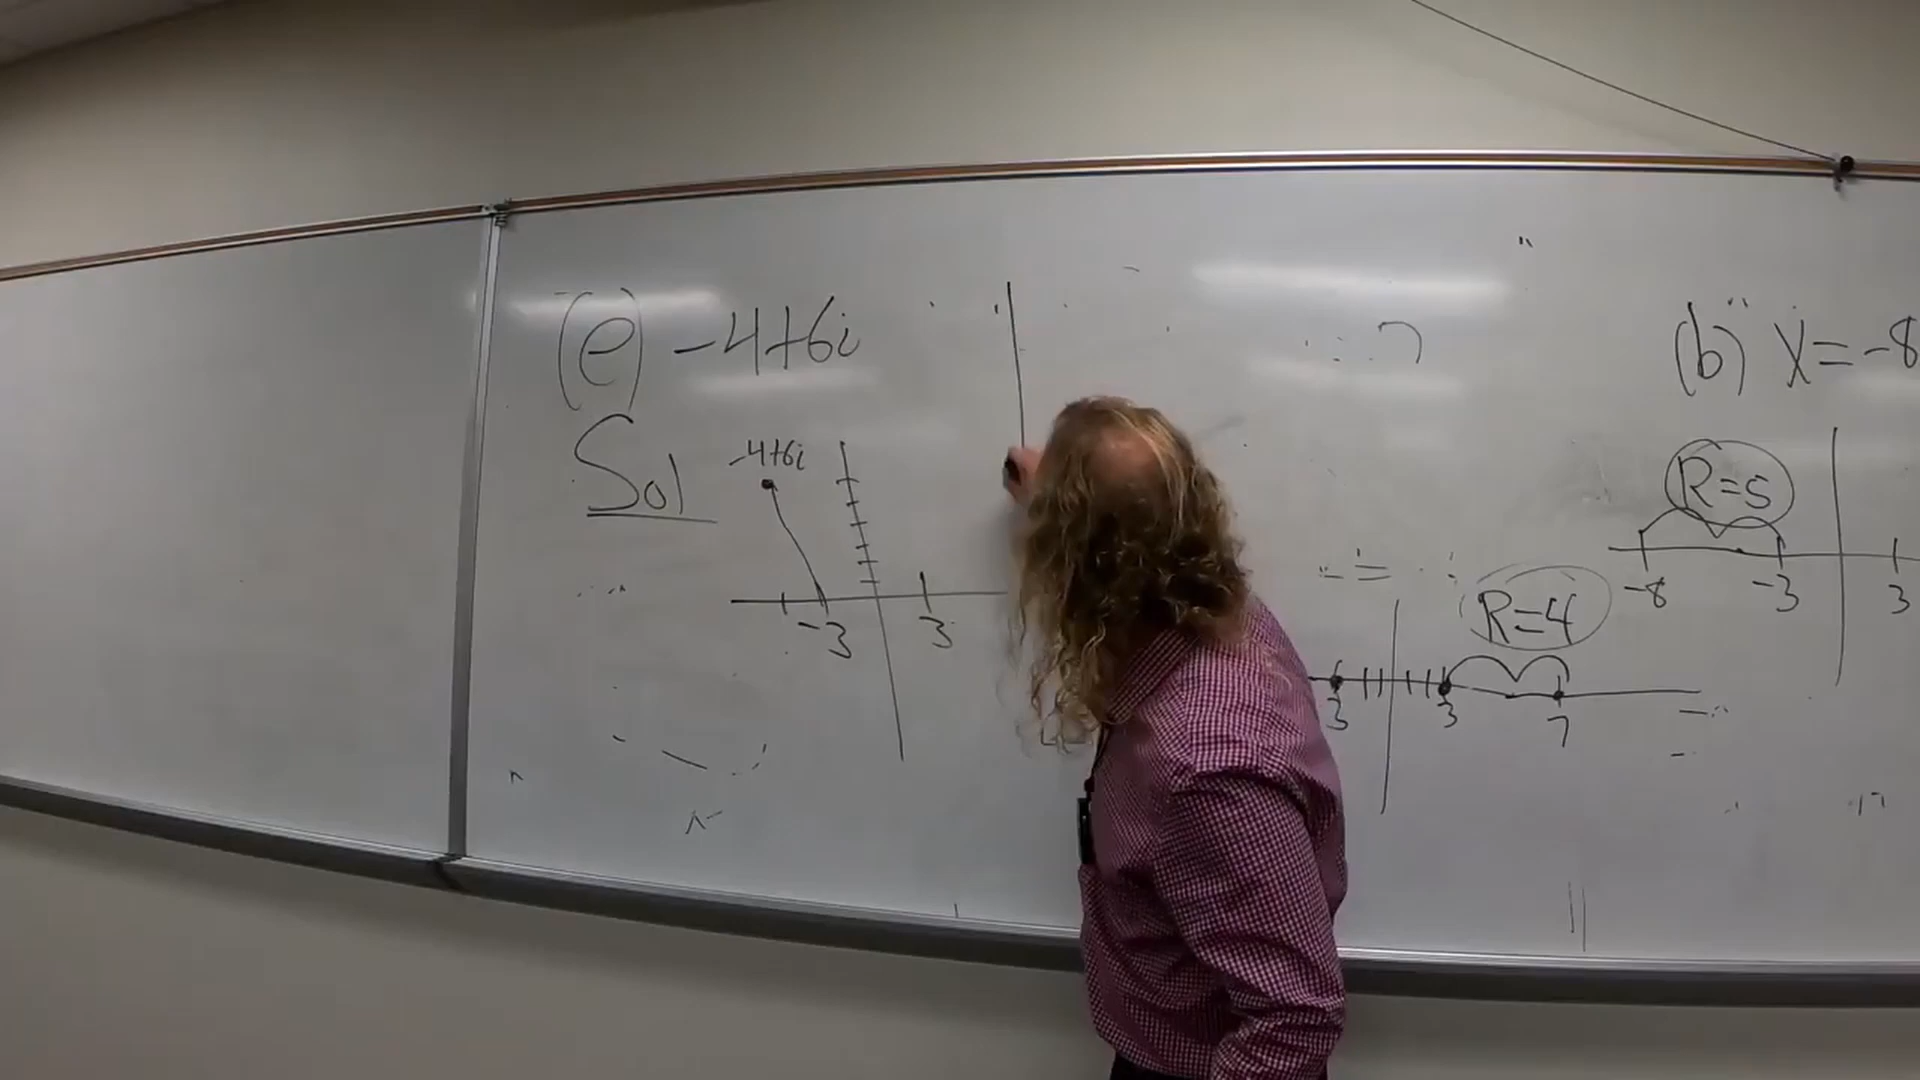 (e) -4+6i
Sol
-4+6i
-3 3
R=4
3 3 7
(b) X=-8
R=5
-8 -3 3